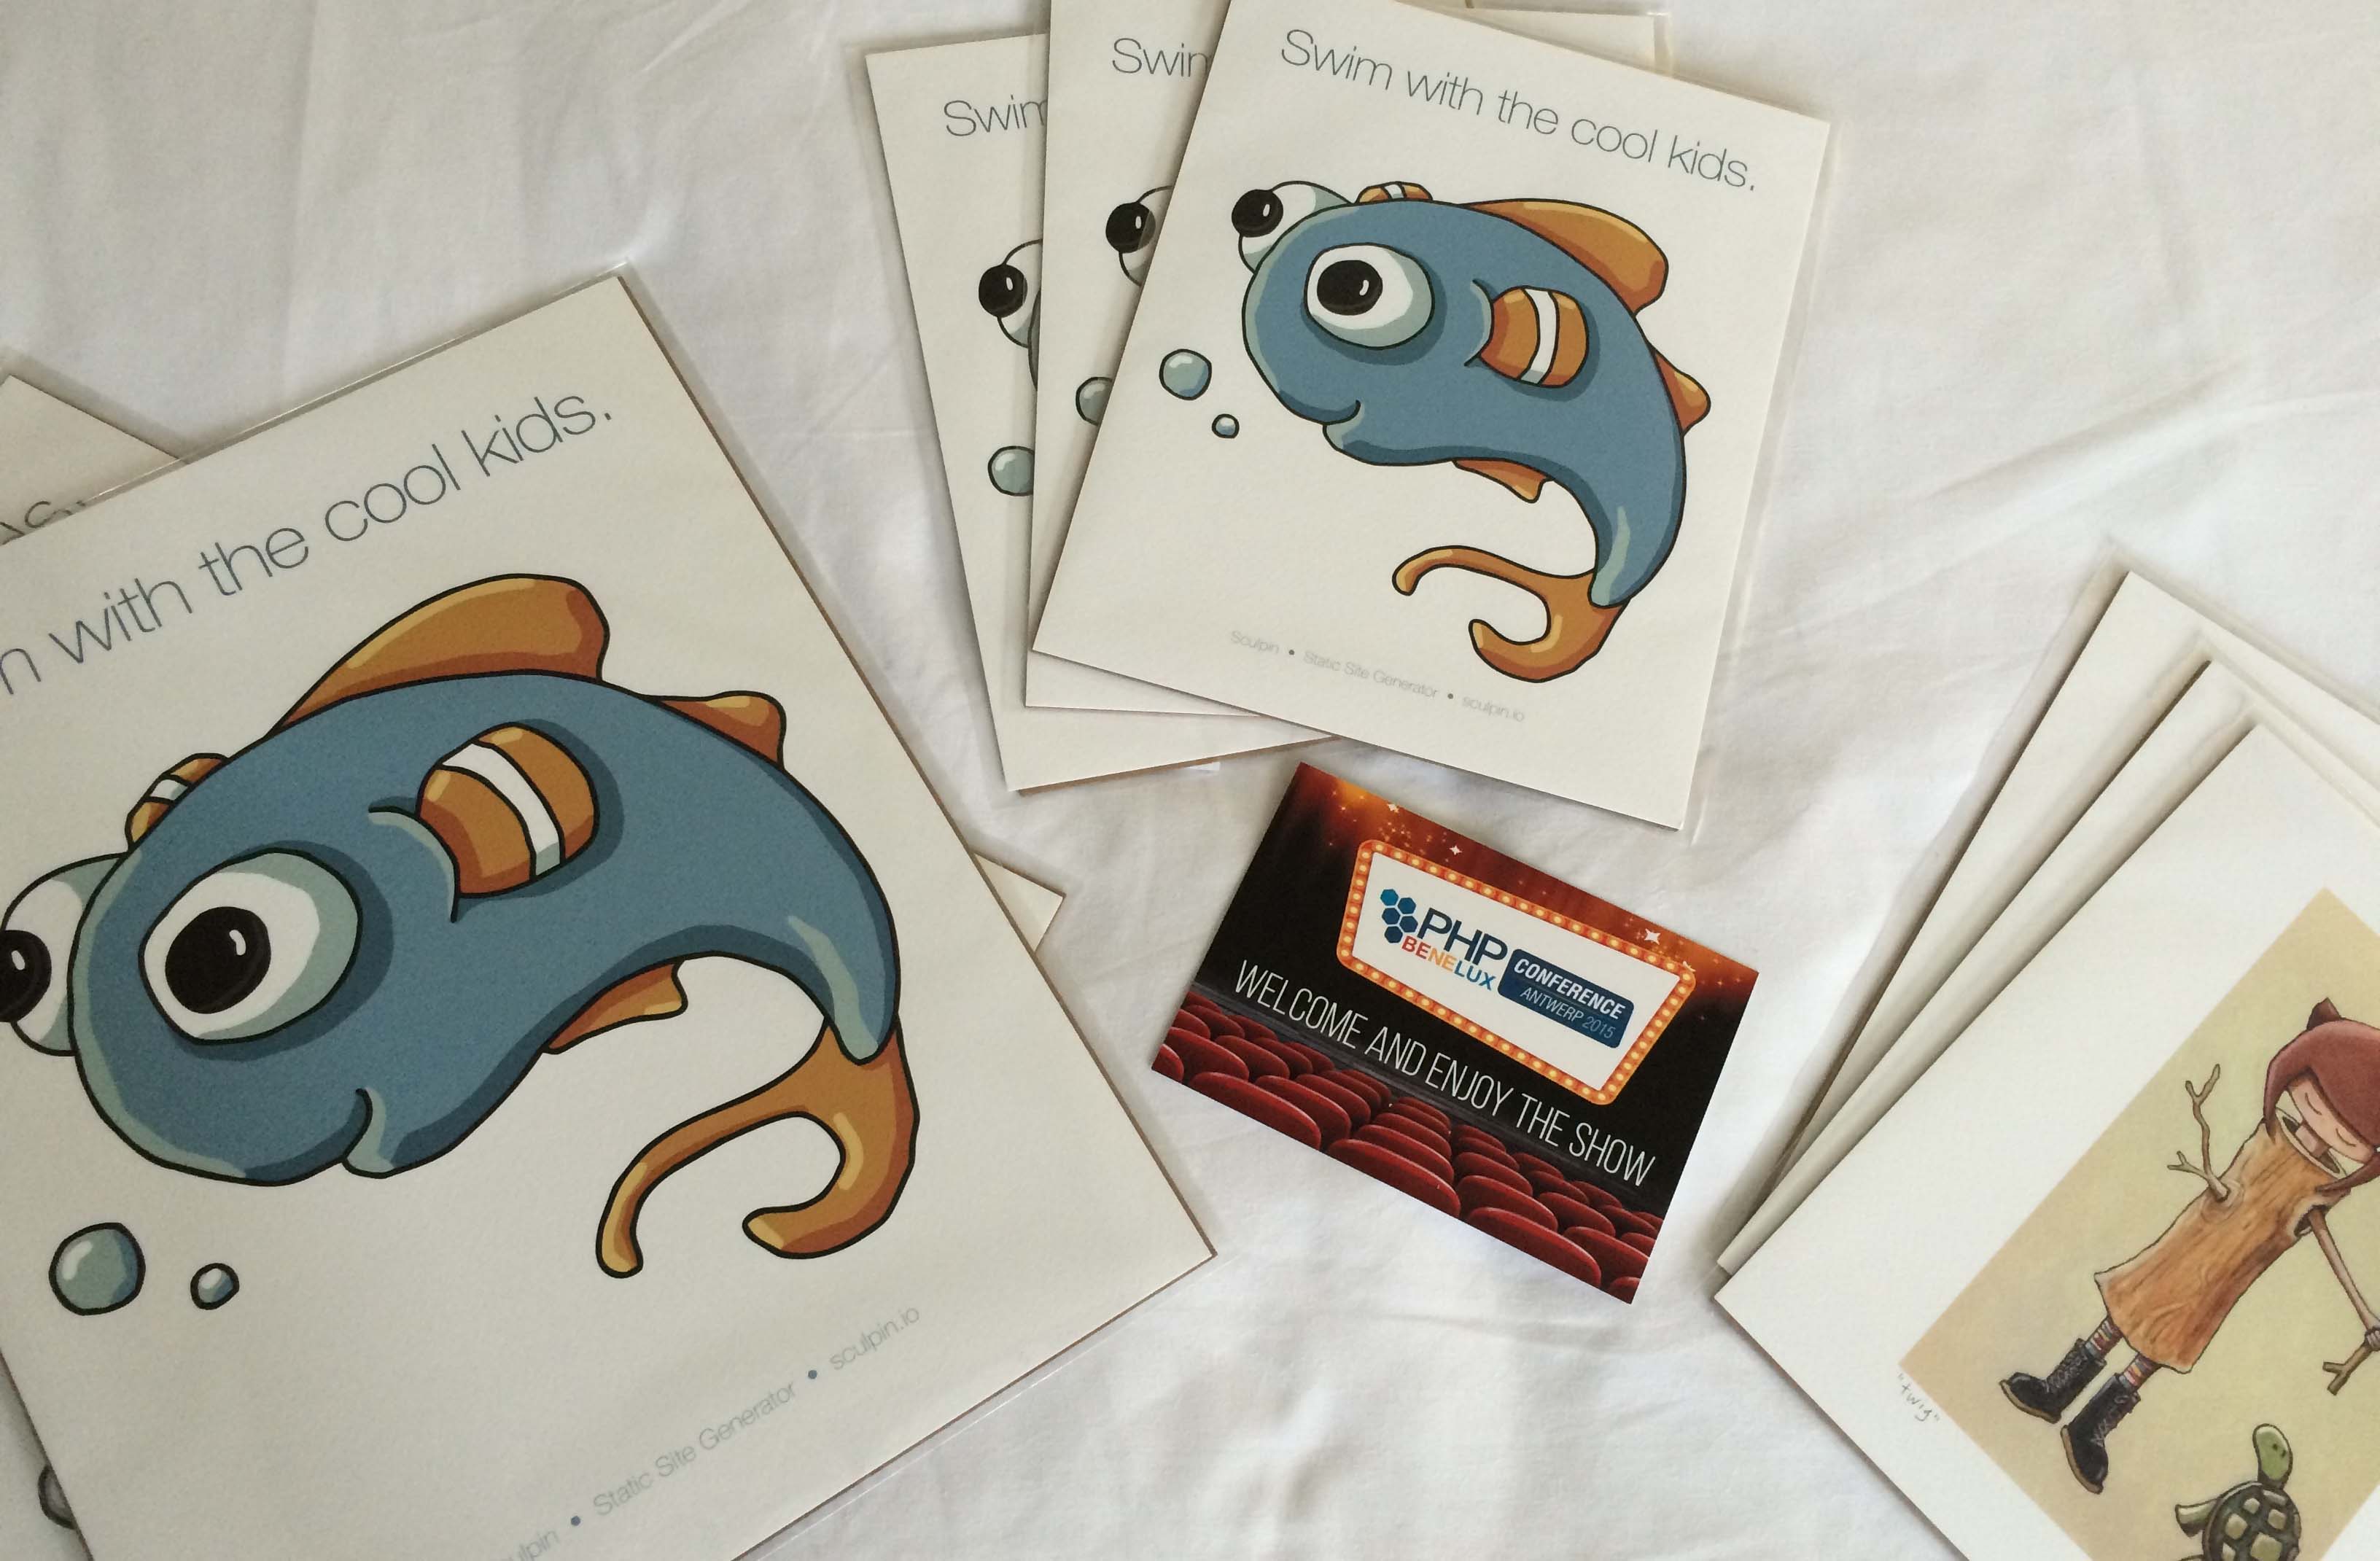 Swim
Swim
Swim with the cool kids.
Sculpin • Static Site Generator • sculpin.io
with the cool kids.
Static Site Generator • sculpin.io
PHP
BENELUX
CONFERENCE
ANTWERP 2015
WELCOME AND ENJOY THE SHOW
"twig"